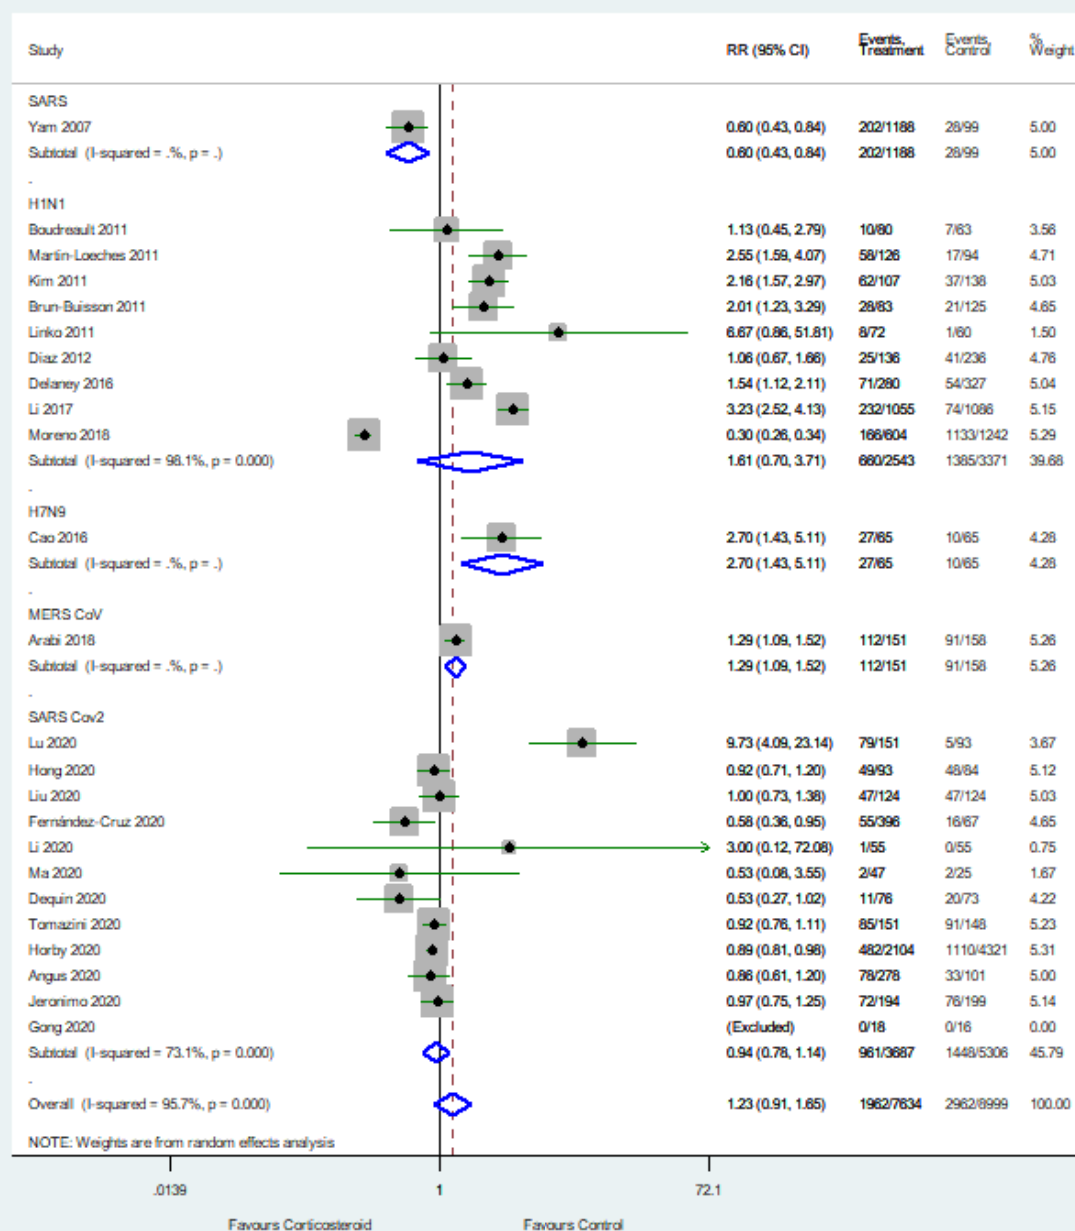 Study RR (95% CI) Events, Treatment Events, Control % Weight
SARS
Yam 2007 0.60 (0.43, 0.84) 202/1188 28/99 5.00
Subtotal (I-squared = .%, p = .) 0.60 (0.43, 0.84) 202/1188 28/99 5.00
.
H1N1
Boudreault 2011 1.13 (0.45, 2.79) 10/80 7/63 3.56
Martin-Loeches 2011 2.55 (1.59, 4.07) 58/126 17/94 4.71
Kim 2011 2.16 (1.57, 2.97) 62/107 37/138 5.03
Brun-Buisson 2011 2.01 (1.23, 3.29) 28/83 21/125 4.65
Linko 2011 6.67 (0.86, 51.81) 8/72 1/60 1.50
Diaz 2012 1.06 (0.67, 1.66) 25/136 41/236 4.76
Delaney 2016 1.54 (1.12, 2.11) 71/280 54/327 5.04
Li 2017 3.23 (2.52, 4.13) 232/1055 74/1086 5.15
Moreno 2018 0.30 (0.26, 0.34) 166/604 1133/1242 5.29
Subtotal (I-squared = 98.1%, p = 0.000) 1.61 (0.70, 3.71) 660/2543 1385/3371 39.68
.
H7N9
Cao 2016 2.70 (1.43, 5.11) 27/65 10/65 4.28
Subtotal (I-squared = .%, p = .) 2.70 (1.43, 5.11) 27/65 10/65 4.28
.
MERS CoV
Arabi 2018 1.29 (1.09, 1.52) 112/151 91/158 5.26
Subtotal (I-squared = .%, p = .) 1.29 (1.09, 1.52) 112/151 91/158 5.26
.
SARS Cov2
Lu 2020 9.73 (4.09, 23.14) 79/151 5/93 3.67
Hong 2020 0.92 (0.71, 1.20) 49/93 48/84 5.12
Liu 2020 1.00 (0.73, 1.38) 47/124 47/124 5.03
Fernández-Cruz 2020 0.58 (0.36, 0.95) 55/396 16/67 4.65
Li 2020 3.00 (0.12, 72.08) 1/55 0/55 0.75
Ma 2020 0.53 (0.08, 3.55) 2/47 2/25 1.67
Dequin 2020 0.53 (0.27, 1.02) 11/76 20/73 4.22
Tomazini 2020 0.92 (0.76, 1.11) 85/151 91/148 5.23
Horby 2020 0.89 (0.81, 0.98) 482/2104 1110/4321 5.31
Angus 2020 0.86 (0.61, 1.20) 78/278 33/101 5.00
Jeronimo 2020 0.97 (0.75, 1.25) 72/194 76/199 5.14
Gong 2020 (Excluded) 0/18 0/16 0.00
Subtotal (I-squared = 73.1%, p = 0.000) 0.94 (0.78, 1.14) 961/3687 1448/5306 45.79
.
Overall (I-squared = 95.7%, p = 0.000) 1.23 (0.91, 1.65) 1962/7634 2962/8999 100.00
NOTE: Weights are from random effects analysis
.0139 1 72.1
Favours Corticosteroid Favours Control